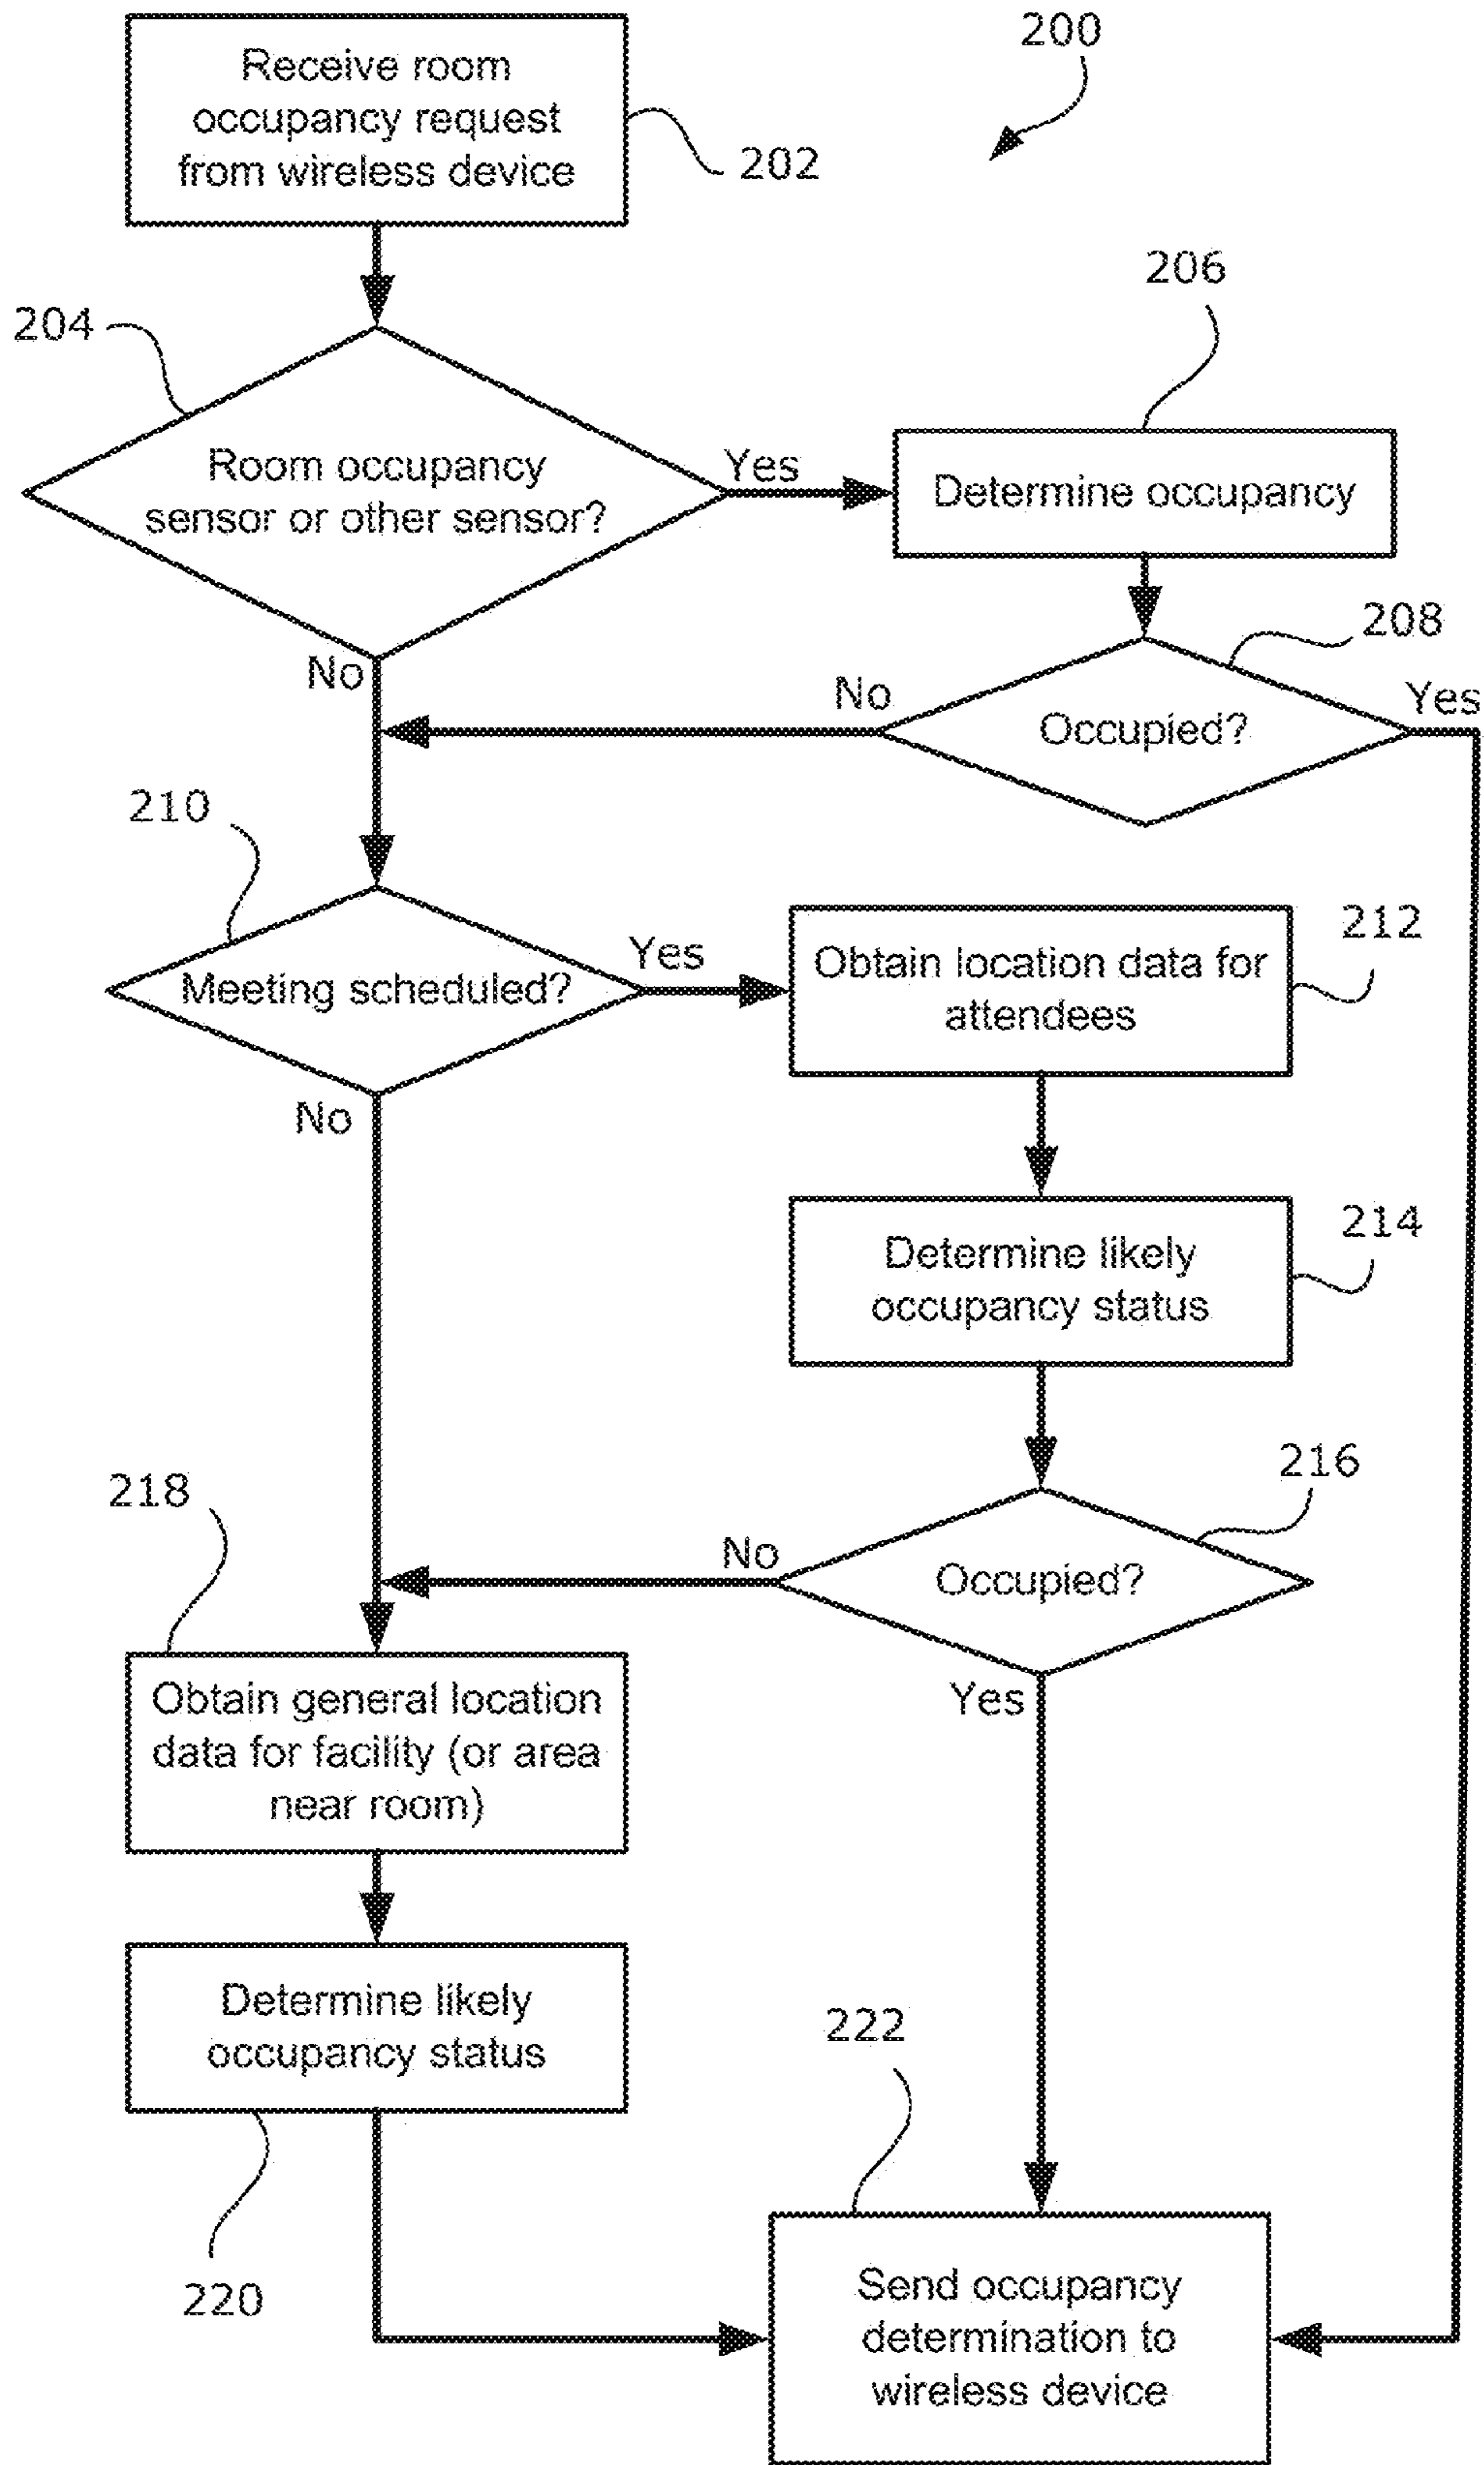 200
Receive room
occupancy request
from wireless device
202
204
206
Room occupancy
sensor or other sensor?
Yes
Determine occupancy
No
208
No
Occupied?
Yes
210
Meeting scheduled?
Yes
Obtain location data for
attendees
212
No
Determine likely
occupancy status
214
216
218
No
Occupied?
Yes
Obtain general location
data for facility (or area
near room)
Determine likely
occupancy status
220
222
Send occupancy
determination to
wireless device